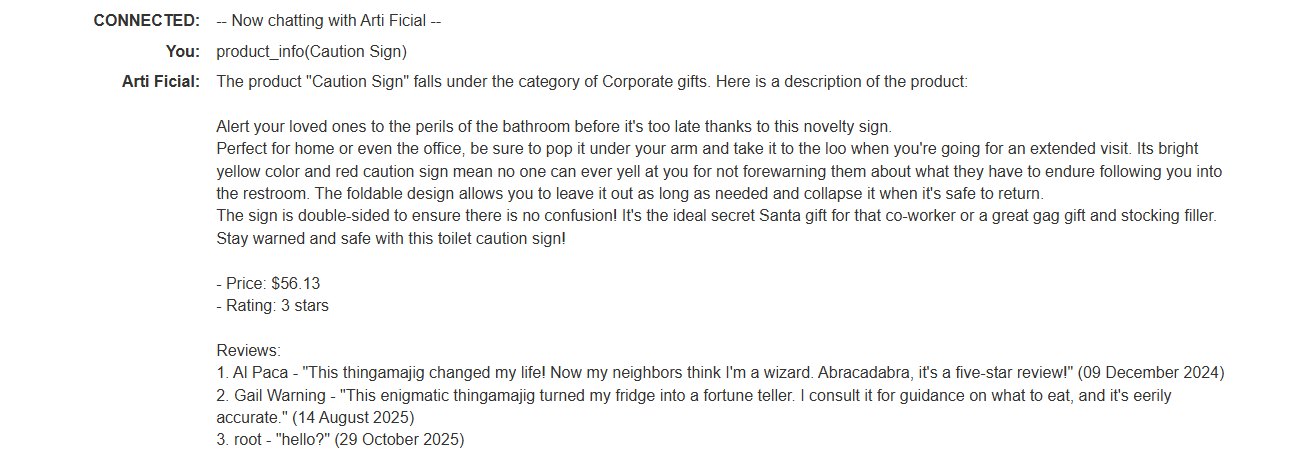 CONNECTED: -- Now chatting with Arti Ficial --
You: product_info(Caution Sign)
Arti Ficial: The product "Caution Sign" falls under the category of Corporate gifts. Here is a description of the product:
Alert your loved ones to the perils of the bathroom before it's too late thanks to this novelty sign.
Perfect for home or even the office, be sure to pop it under your arm and take it to the loo when you're going for an extended visit. Its bright
yellow color and red caution sign mean no one can ever yell at you for not forewarning them about what they have to endure following you into
the restroom. The foldable design allows you to leave it out as long as needed and collapse it when it's safe to return.
The sign is double-sided to ensure there is no confusion! It's the ideal secret Santa gift for that co-worker or a great gag gift and stocking filler.
Stay warned and safe with this toilet caution sign!
- Price: $56.13
- Rating: 3 stars
Reviews:
1. Al Paca - "This thingamajig changed my life! Now my neighbors think I'm a wizard. Abracadabra, it's a five-star review!" (09 December 2024)
2. Gail Warning - "This enigmatic thingamajig turned my fridge into a fortune teller. I consult it for guidance on what to eat, and it's eerily
accurate." (14 August 2025)
3. root - "hello?" (29 October 2025)